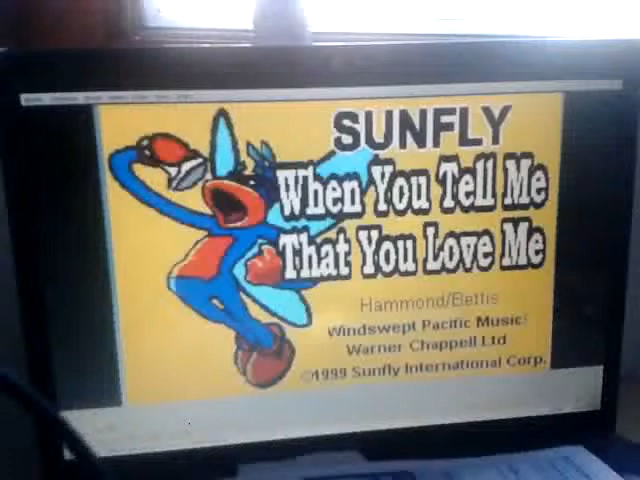 SUNFLY
When You Tell Me
That You Love Me
Hammond/Bettis
Windswept Pacific Music/
Warner Chappell Ltd
©1999 Sunfly International Corp.